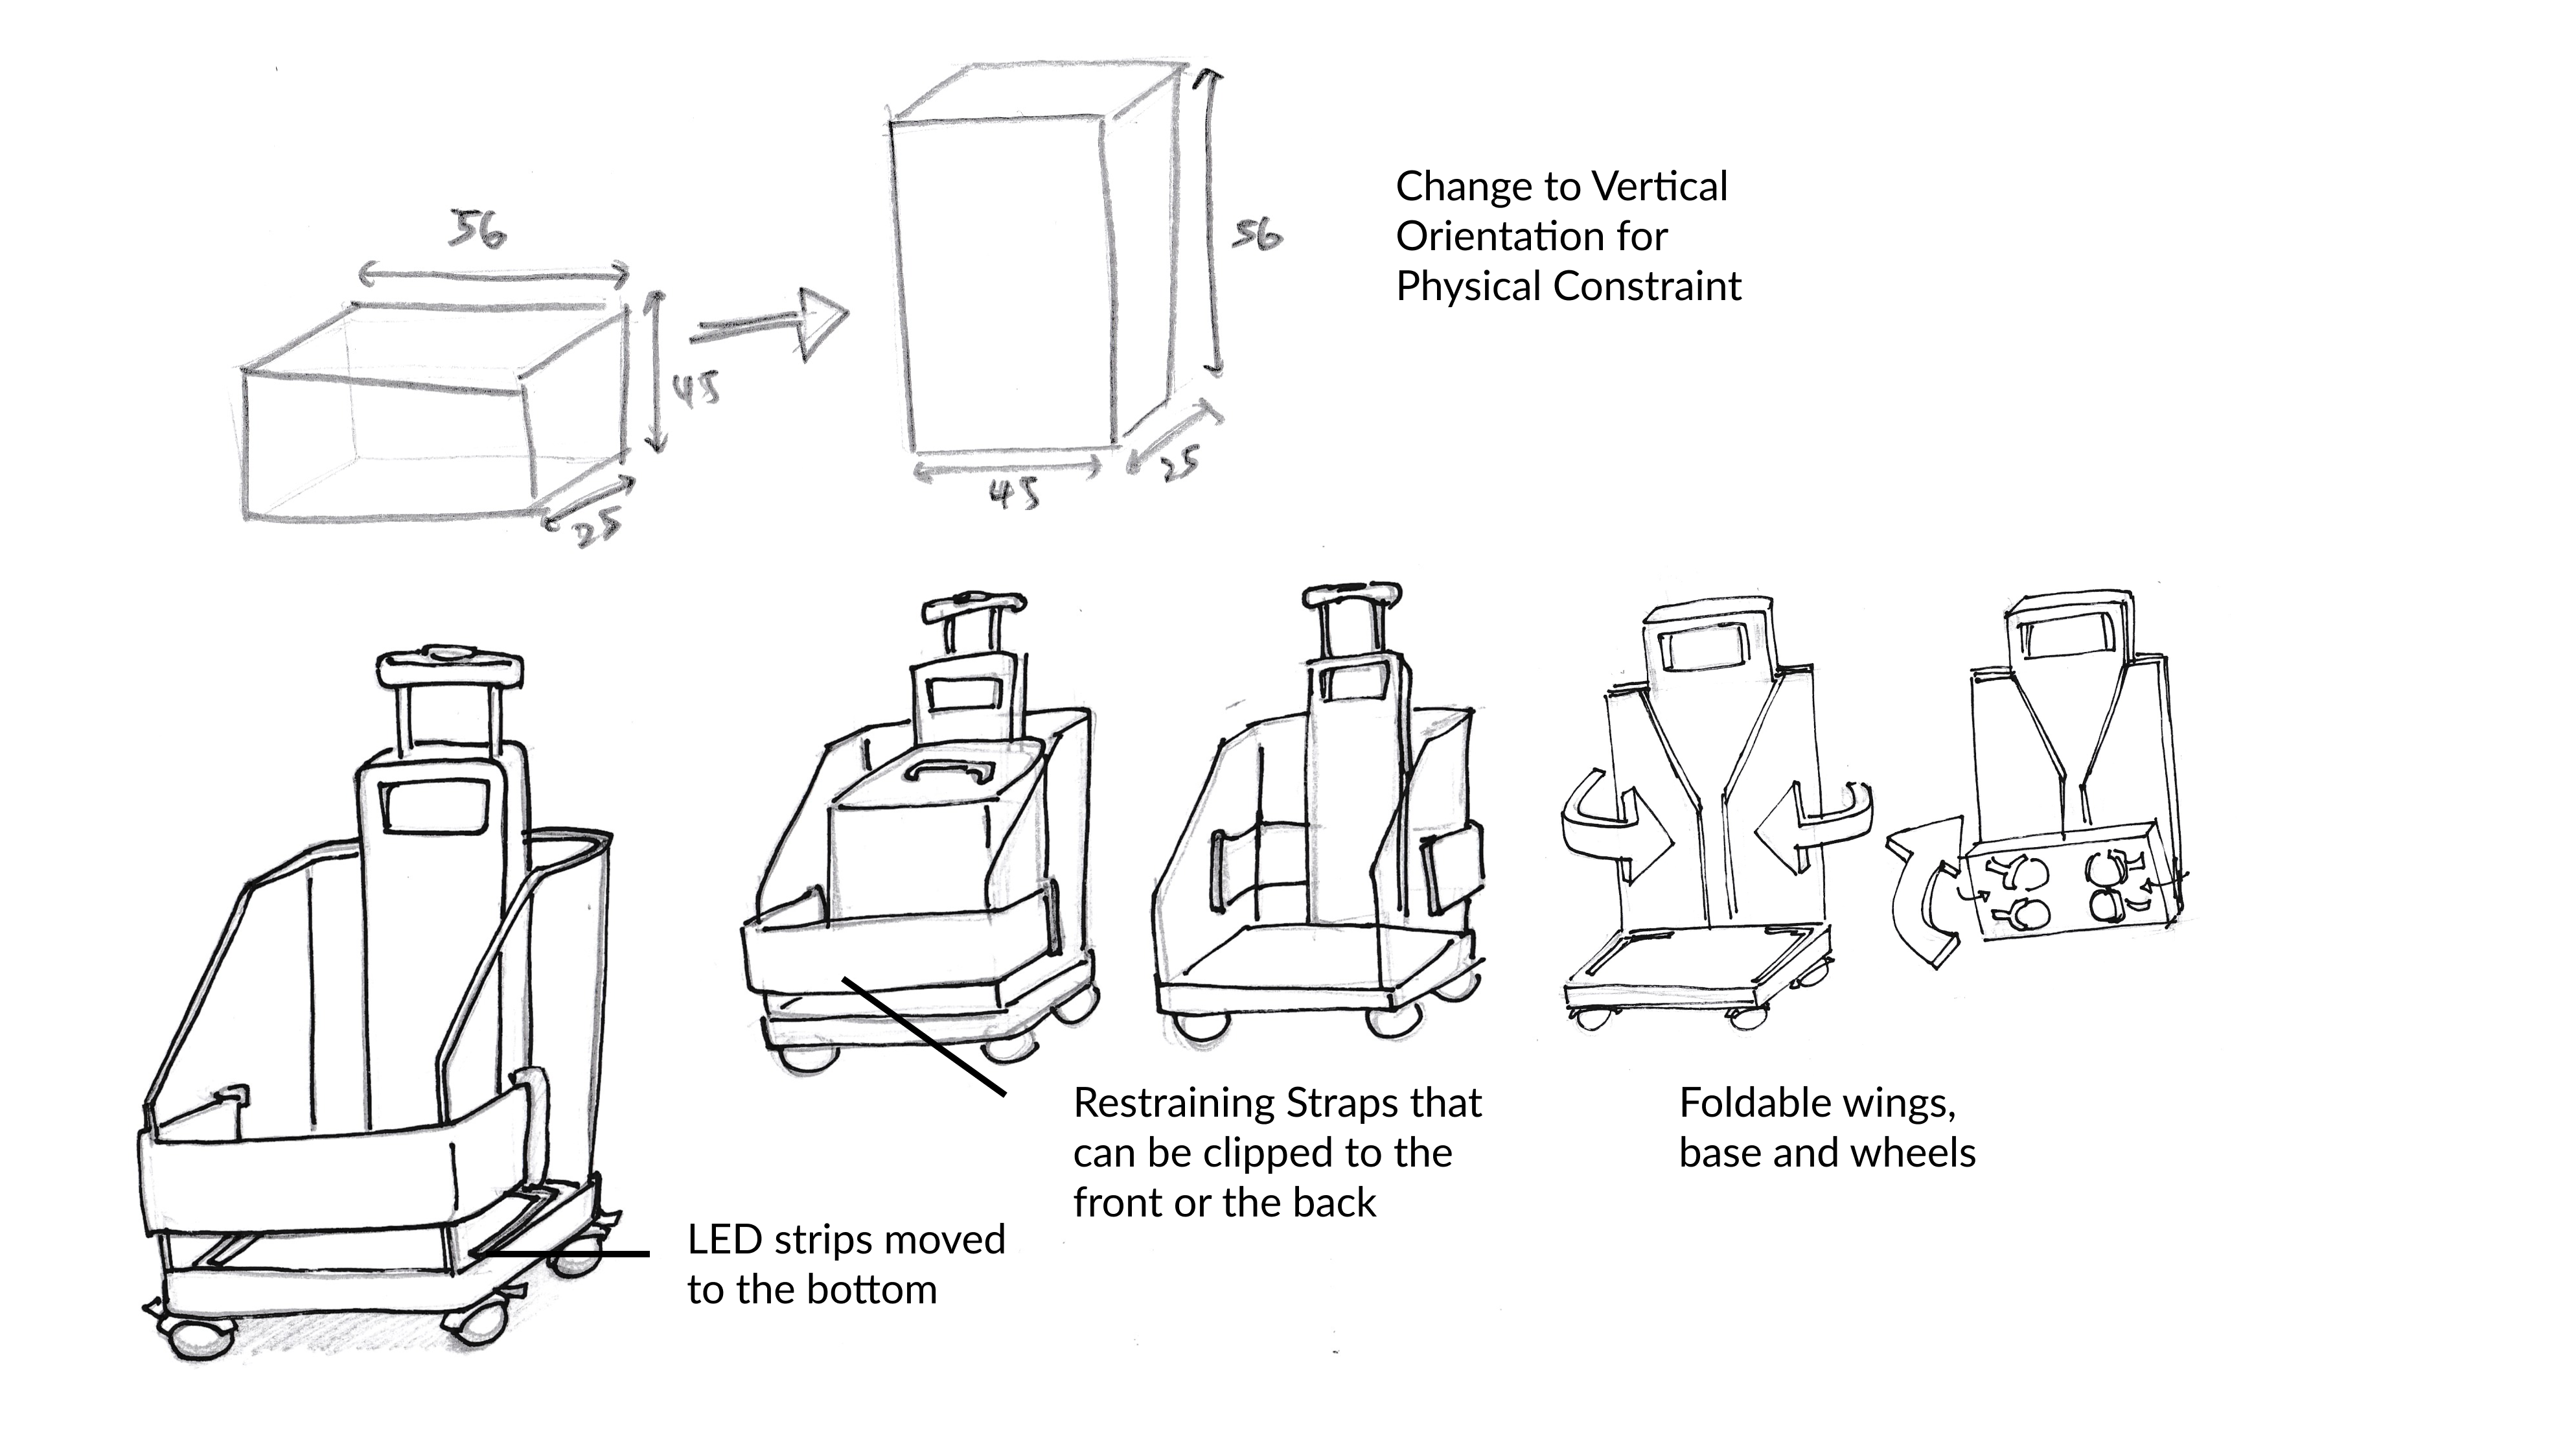 56
45
25
56
45
25
Change to Vertical
Orientation for
Physical Constraint
Restraining Straps that
can be clipped to the
front or the back
Foldable wings,
base and wheels
LED strips moved
to the bottom